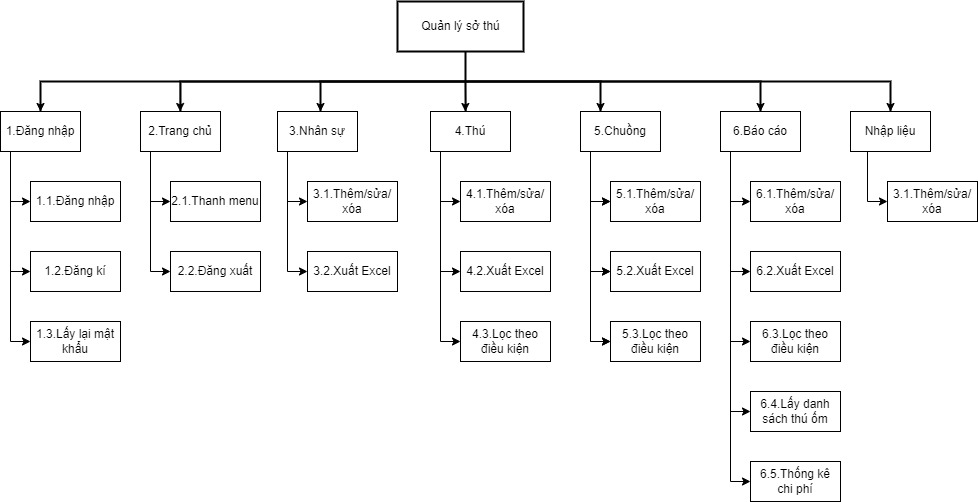 Quản lý sở thú
1.Đăng nhập
2.Trang chủ
3.Nhân sự
4.Thú
5.Chuồng
6.Báo cáo
Nhập liệu
1.1.Đăng nhập
2.1.Thanh menu
3.1.Thêm/sửa/
xóa
4.1.Thêm/sửa/
xóa
5.1.Thêm/sửa/
xóa
6.1.Thêm/sửa/
xóa
3.1.Thêm/sửa/
xóa
1.2.Đăng kí
2.2.Đăng xuất
3.2.Xuất Excel
4.2.Xuất Excel
5.2.Xuất Excel
6.2.Xuất Excel
1.3.Lấy lại mật
khẩu
4.3.Lọc theo
điều kiện
5.3.Lọc theo
điều kiện
6.3.Lọc theo
điều kiện
6.4.Lấy danh
sách thú ốm
6.5.Thống kê
chi phí